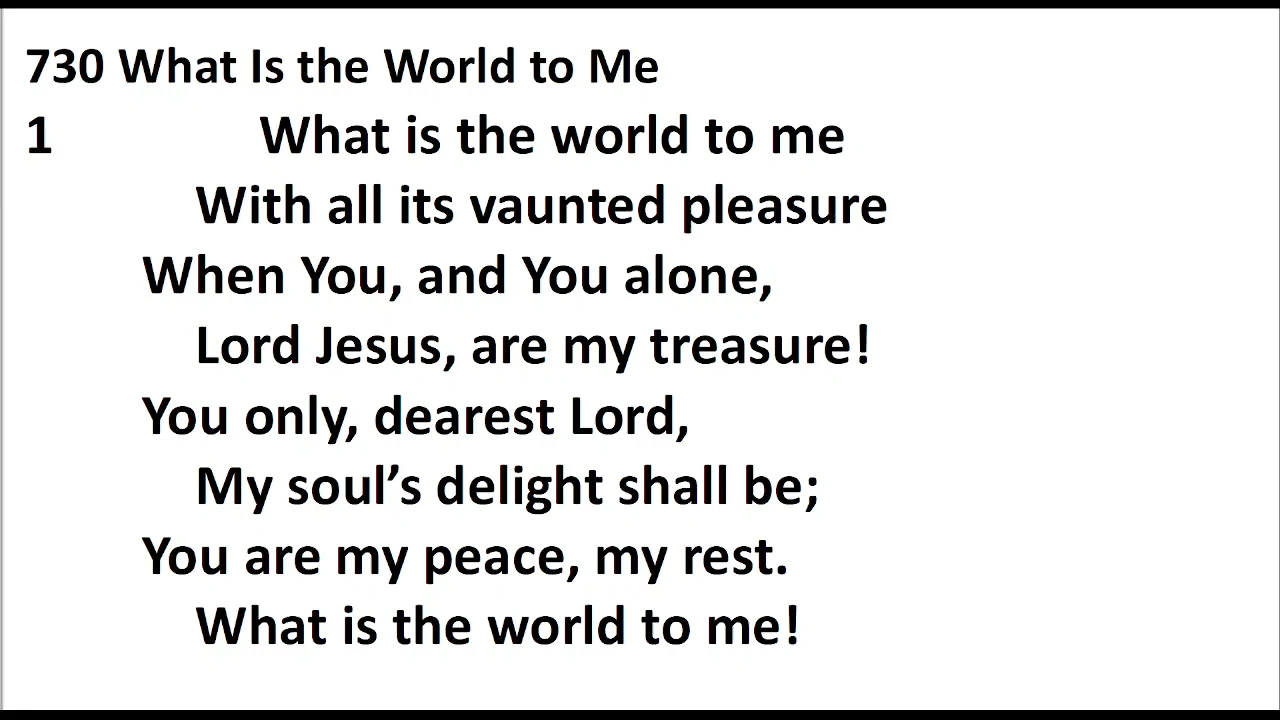 730 What Is the World to Me
1 What is the world to me
With all its vaunted pleasure
When You, and You alone,
Lord Jesus, are my treasure!
You only, dearest Lord,
My soul’s delight shall be;
You are my peace, my rest.
What is the world to me!